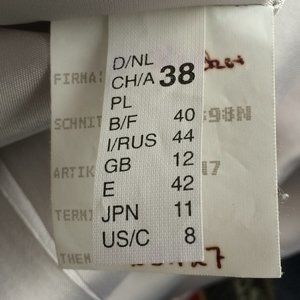 D/NL
CH/A 38
PL
B/F 40
I/RUS 44
GB 12
E 42
JPN 11
US/C 8
FIRMA:
SCHNIT
98N
ARTIK
TERMI
THEM